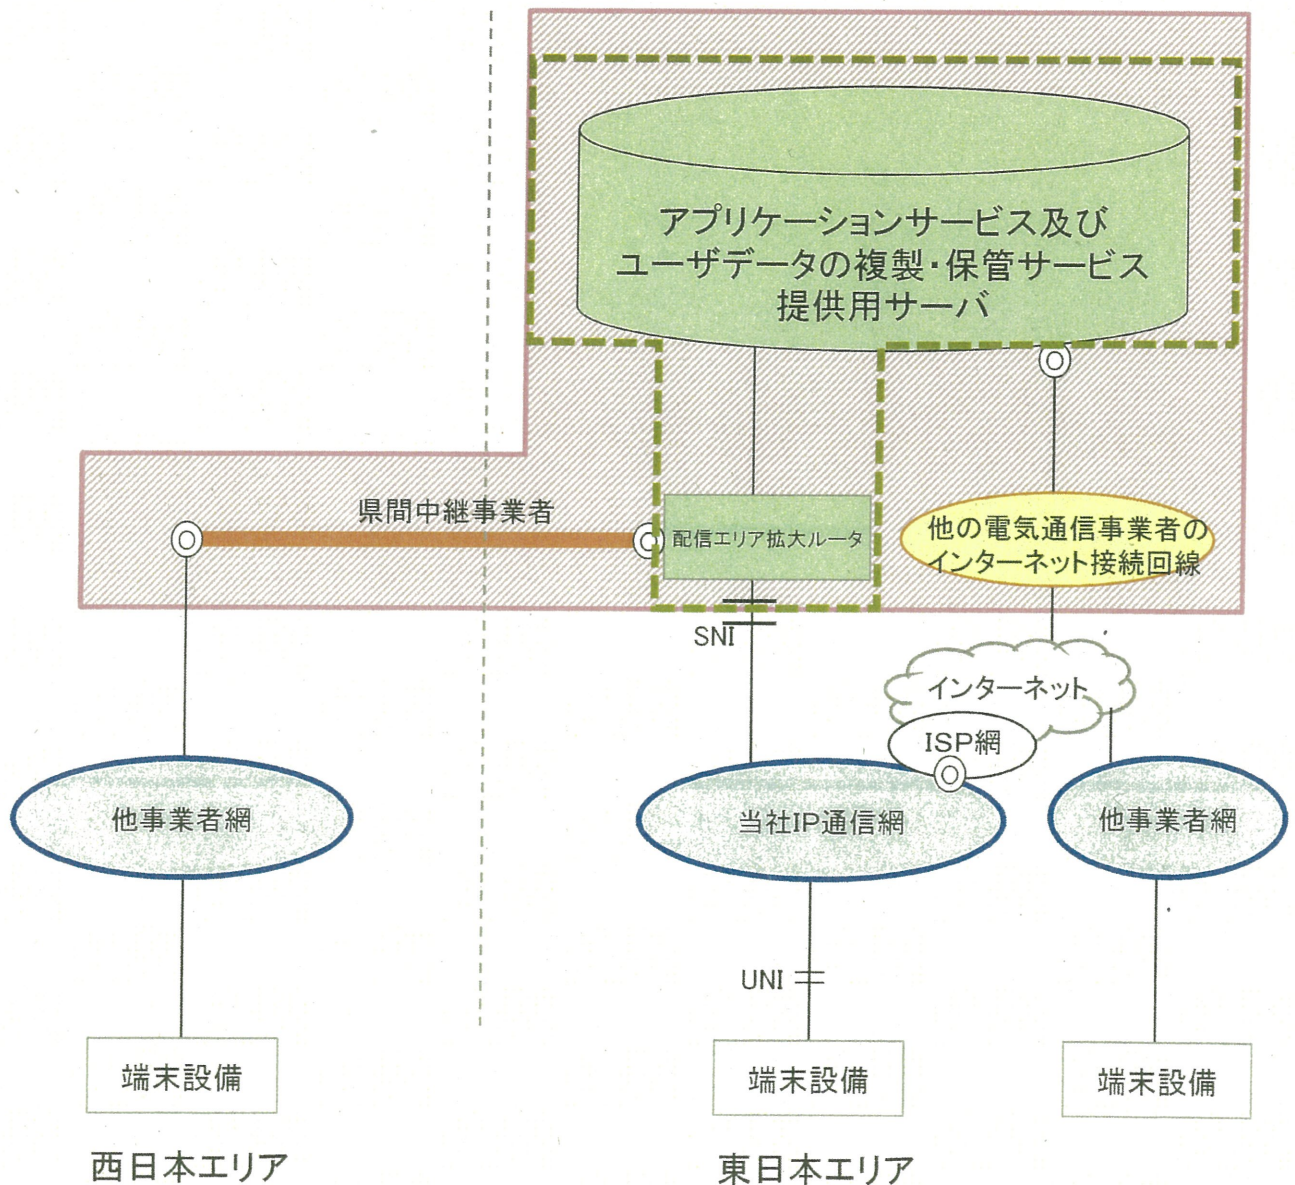 アプリケーションサービス及び
ユーザデータの複製・保管サービス
提供用サーバ
県間中継事業者
配信エリア拡大ルータ
他の電気通信事業者の
インターネット接続回線
SNI
インターネット
ISP網
他事業者網
当社IP通信網
他事業者網
UNI
端末設備
端末設備
端末設備
西日本エリア
東日本エリア